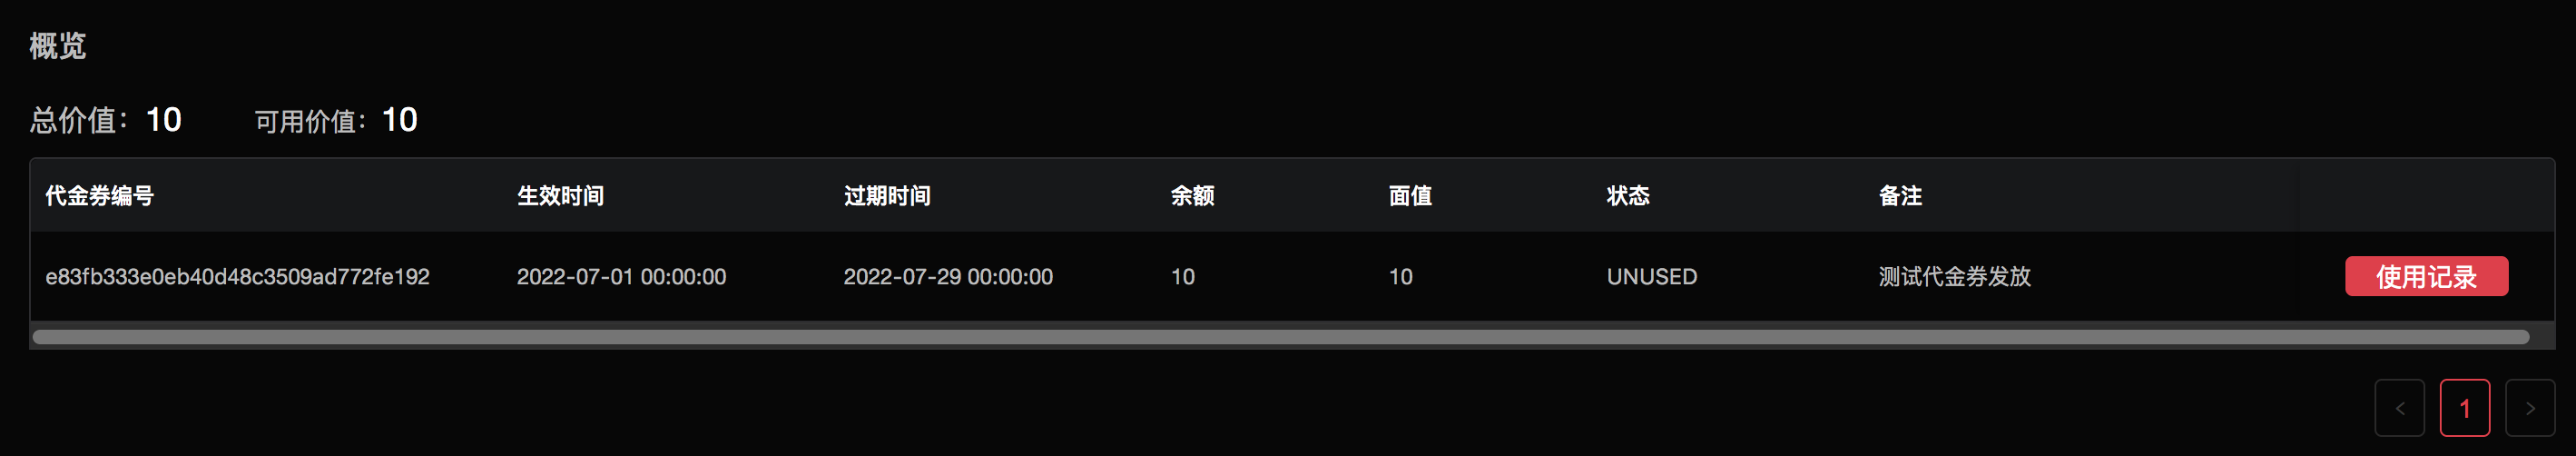 概览
总价值：10 可用价值：10
代金券编号 生效时间 过期时间 余额 面值 状态 备注
e83fb333e0eb40d48c3509ad772fe192 2022-07-01 00:00:00 2022-07-29 00:00:00 10 10 UNUSED 测试代金券发放 使用记录
< 1 >